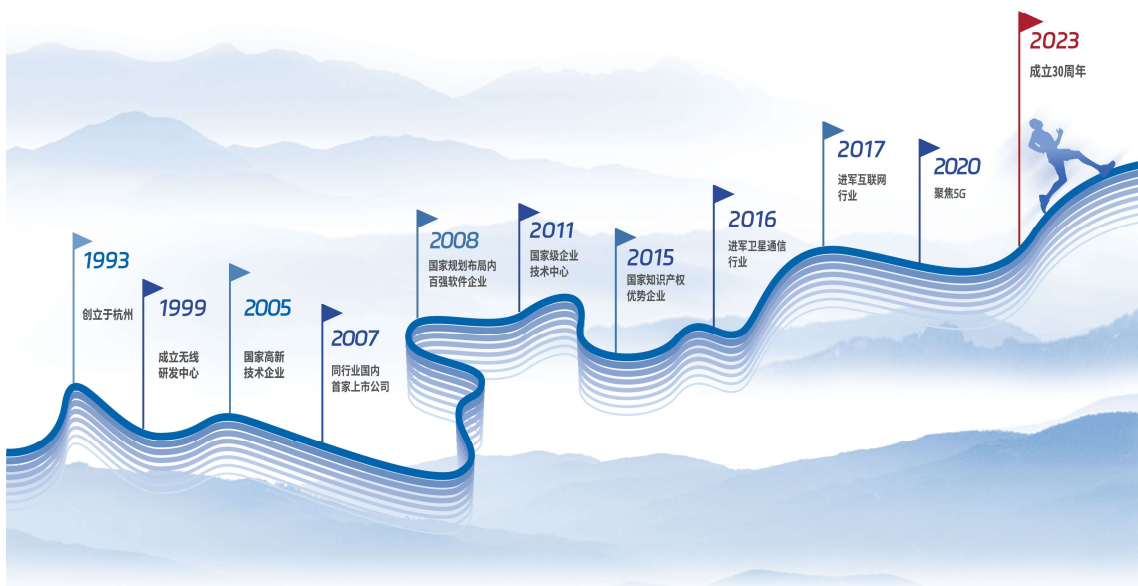 1993
创立于杭州
1999
成立无线
研发中心
2005
国家高新
技术企业
2007
同行业国内
首家上市公司
2008
国家规划布局内
百强软件企业
2011
国家级企业
技术中心
2015
国家知识产权
优势企业
2016
进军卫星通信
行业
2017
进军互联网
行业
2020
聚焦5G
2023
成立30周年